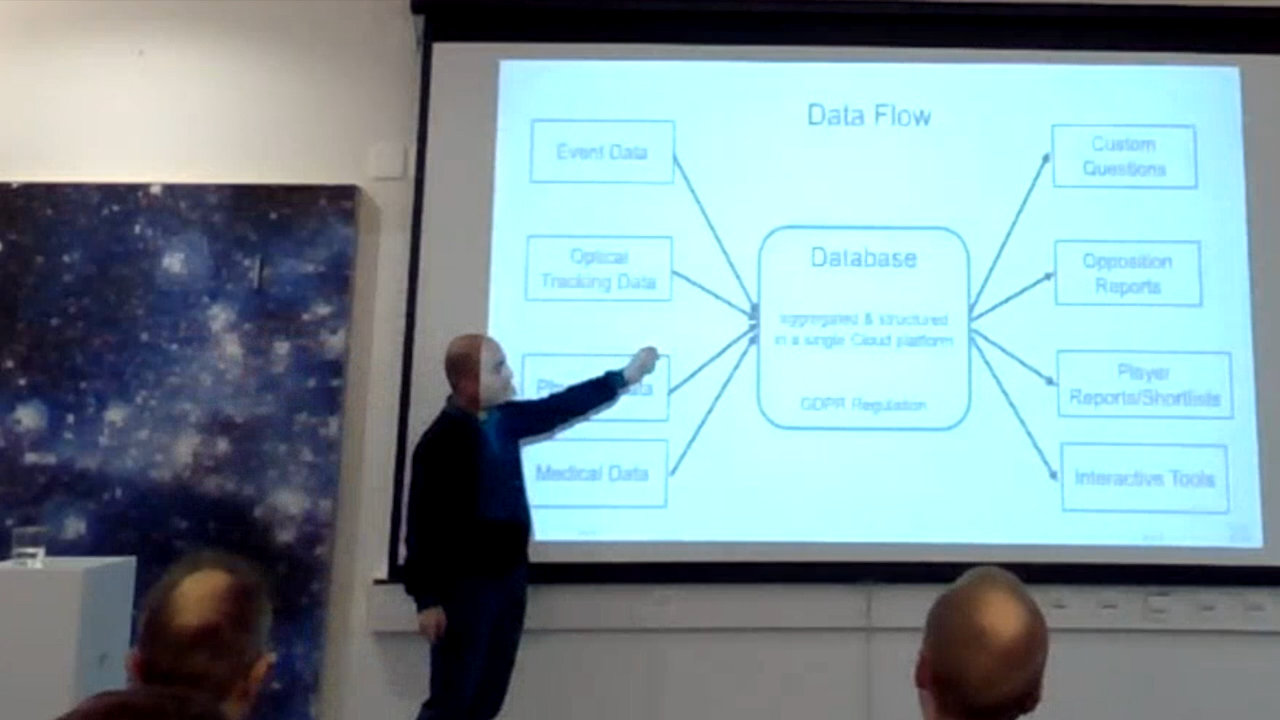 Data Flow
Event Data
Optical
Tracking Data
Medical Data
Database
aggregated & structured
in a single Cloud platform
GDPR Regulation
Custom
Questions
Opposition
Reports
Player
Reports/Shortlists
Interactive Tools